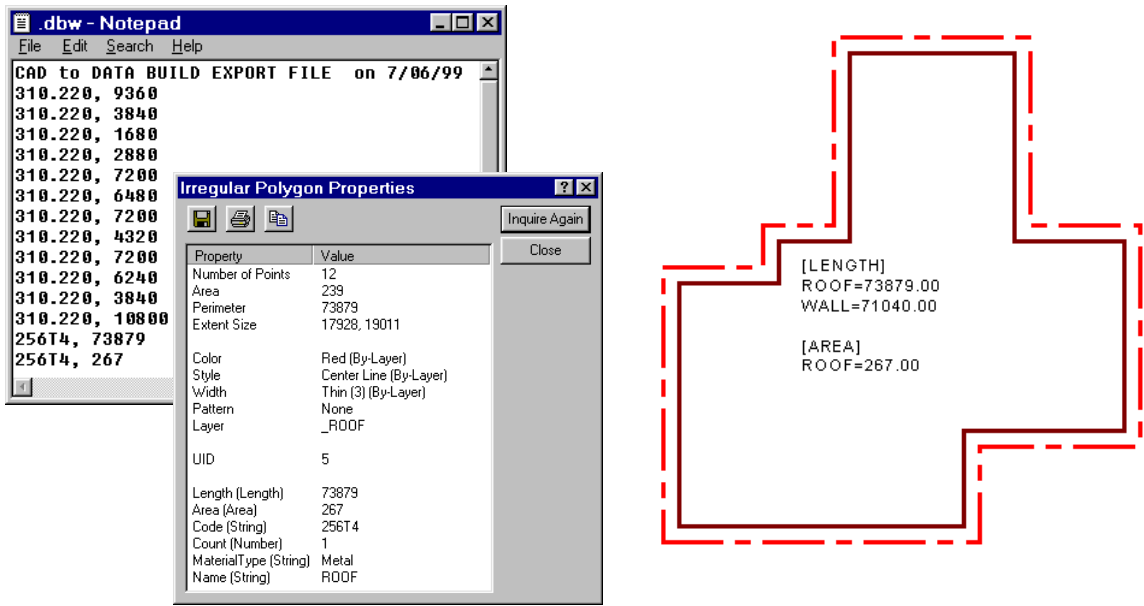 .dbw - Notepad
File Edit Search Help
CAD to DATA BUILD EXPORT FILE on 7/06/99
310.220, 9360
310.220, 3840
310.220, 1680
310.220, 2880
310.220, 7200
310.220, 6480
310.220, 7200
310.220, 4320
310.220, 7200
310.220, 6240
310.220, 3840
310.220, 10800
256T4, 73879
256T4, 267
Irregular Polygon Properties
Inquire Again
Close
Property Value
Number of Points 12
Area 239
Perimeter 73879
Extent Size 17928, 19011
Color Red (By-Layer)
Style Center Line (By-Layer)
Width Thin (3) (By-Layer)
Pattern None
Layer _ROOF
UID 5
Length (Length) 73879
Area (Area) 267
Code (String) 256T4
Count (Number) 1
MaterialType (String) Metal
Name (String) ROOF
[LENGTH]
ROOF=73879.00
WALL=71040.00
[AREA]
ROOF=267.00